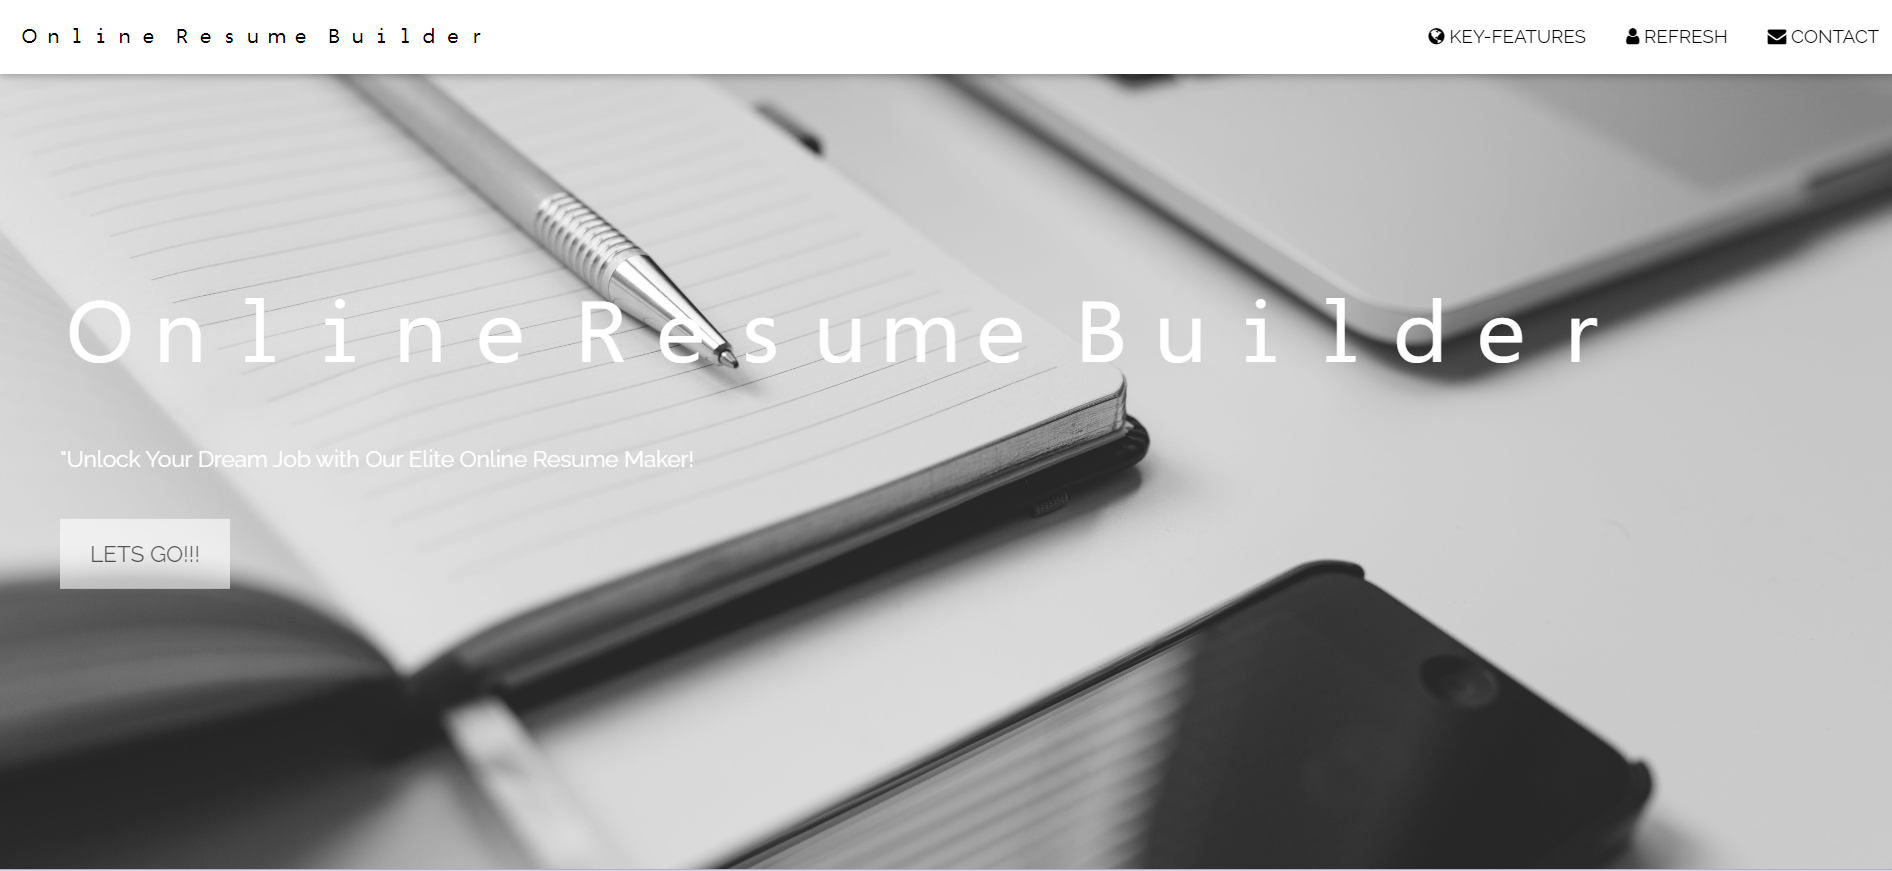 Online Resume Builder
KEY-FEATURES
REFRESH
CONTACT
Online Resume Builder
"Unlock Your Dream Job with Our Elite Online Resume Maker!
LETS GO!!!